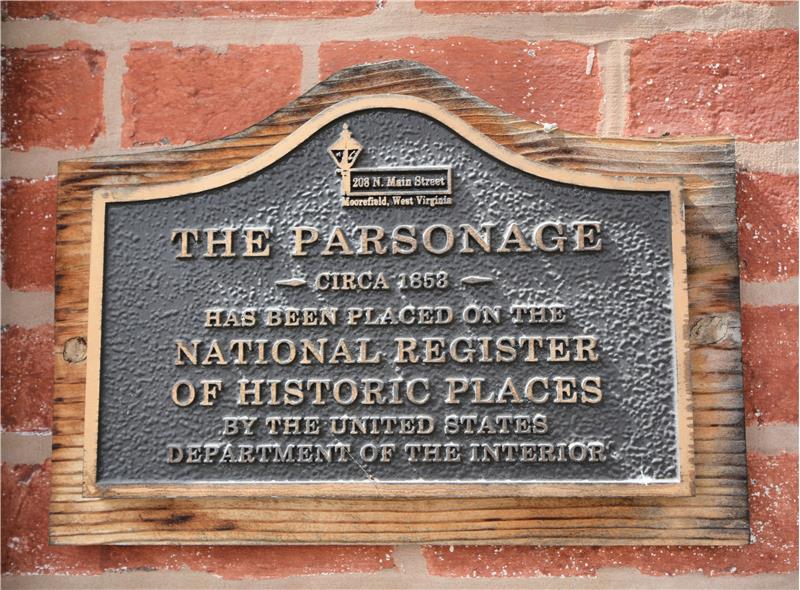 208 N. Main Street
Moorefield, West Virginia
THE PARSONAGE
CIRCA 1853
HAS BEEN PLACED ON THE
NATIONAL REGISTER
OF HISTORIC PLACES
BY THE UNITED STATES
DEPARTMENT OF THE INTERIOR